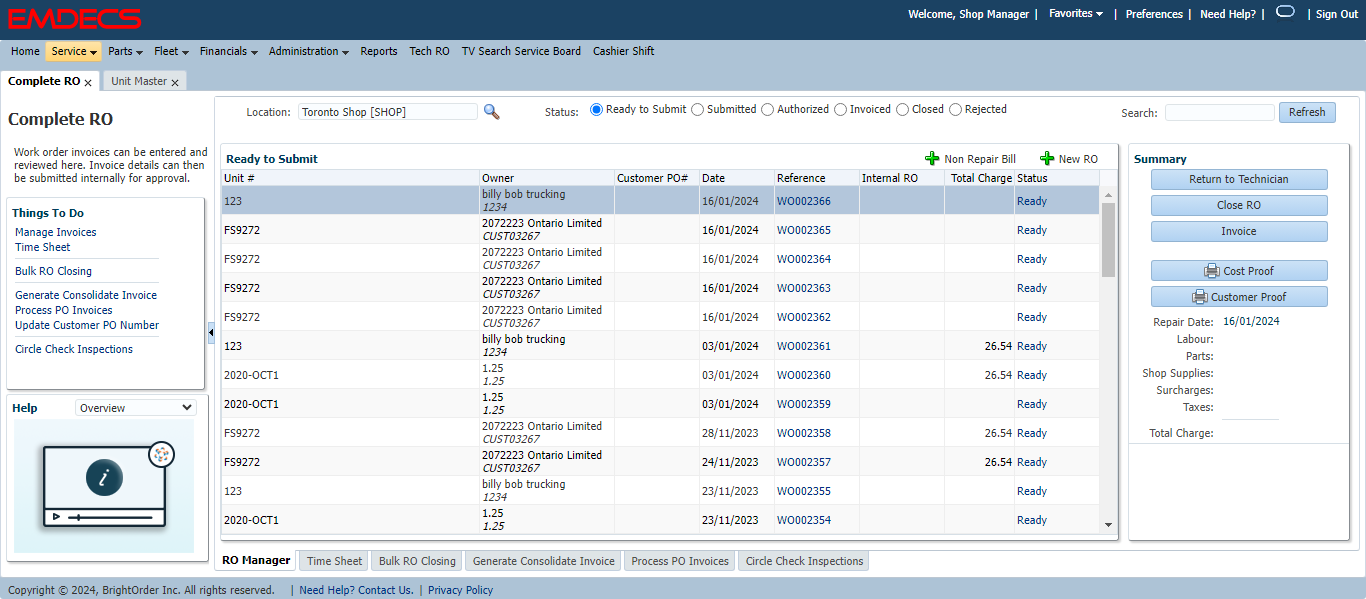 EMDECS
Welcome, Shop Manager | Favorites | Preferences | Need Help? | | Sign Out
Home Service Parts Fleet Financials Administration Reports Tech RO TV Search Service Board Cashier Shift
Complete RO x Unit Master x
Complete RO
Work order invoices can be entered and
reviewed here. Invoice details can then
be submitted internally for approval.
Things To Do
Manage Invoices
Time Sheet
Bulk RO Closing
Generate Consolidate Invoice
Process PO Invoices
Update Customer PO Number
Circle Check Inspections
Help Overview
i
Location: Toronto Shop [SHOP] Status: Ready to Submit Submitted Authorized Invoiced Closed Rejected Search: Refresh
Ready to Submit Non Repair Bill New RO
Unit # Owner Customer PO# Date Reference Internal RO Total Charge Status
123 billy bob trucking 16/01/2024 WO002366 Ready
1234
FS9272 2072223 Ontario Limited 16/01/2024 WO002365 Ready
CUST03267
FS9272 2072223 Ontario Limited 16/01/2024 WO002364 Ready
CUST03267
FS9272 2072223 Ontario Limited 16/01/2024 WO002363 Ready
CUST03267
FS9272 2072223 Ontario Limited 16/01/2024 WO002362 Ready
CUST03267
123 billy bob trucking 03/01/2024 WO002361 26.54 Ready
1234
2020-OCT1 1.25 03/01/2024 WO002360 26.54 Ready
1.25
2020-OCT1 1.25 03/01/2024 WO002359 Ready
1.25
FS9272 2072223 Ontario Limited 28/11/2023 WO002358 26.54 Ready
CUST03267
FS9272 2072223 Ontario Limited 24/11/2023 WO002357 26.54 Ready
CUST03267
123 billy bob trucking 23/11/2023 WO002355 Ready
1234
2020-OCT1 1.25 23/11/2023 WO002354 Ready
1.25
Summary
Return to Technician
Close RO
Invoice
Cost Proof
Customer Proof
Repair Date: 16/01/2024
Labour:
Parts:
Shop Supplies:
Surcharges:
Taxes:
Total Charge:
RO Manager Time Sheet Bulk RO Closing Generate Consolidate Invoice Process PO Invoices Circle Check Inspections
Copyright © 2024, BrightOrder Inc. All rights reserved. | Need Help? Contact Us. | Privacy Policy